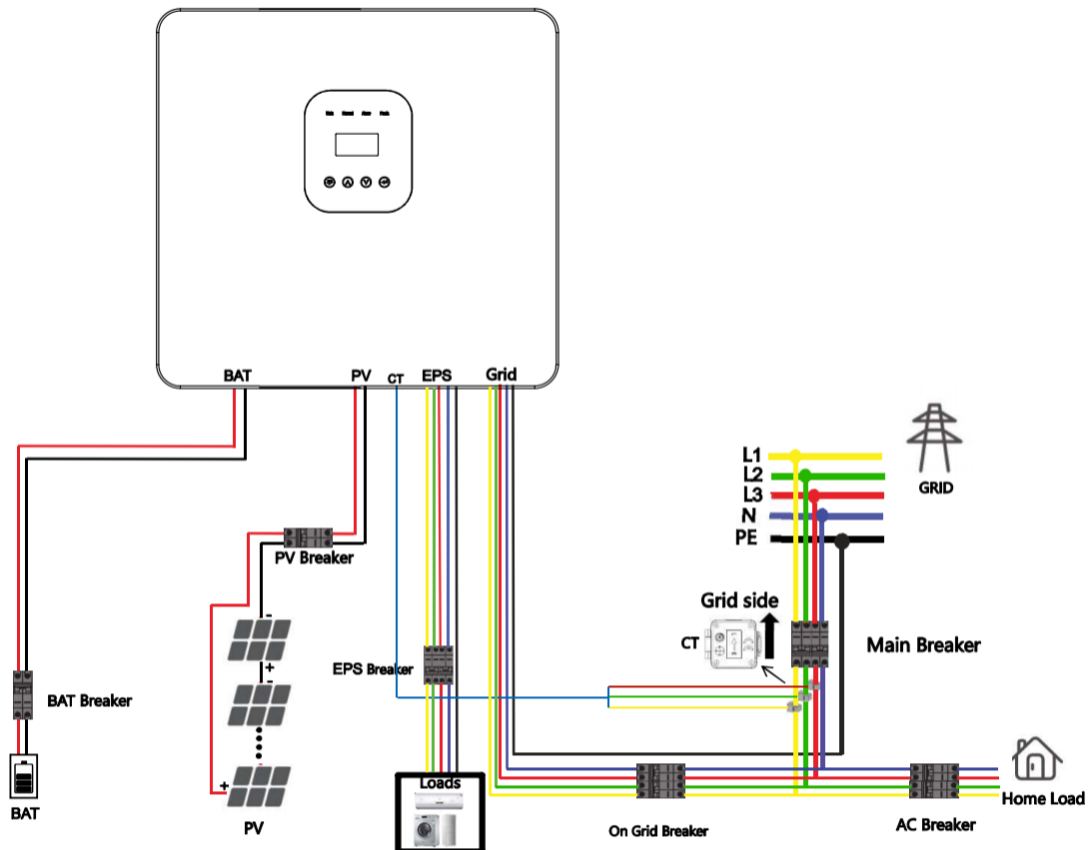 BAT
PV
CT
EPS
Grid
L1
L2
L3
N
PE
GRID
PV Breaker
-
+
-
+
Grid side
CT
Main Breaker
EPS Breaker
BAT Breaker
BAT
PV
Loads
On Grid Breaker
AC Breaker
Home Load